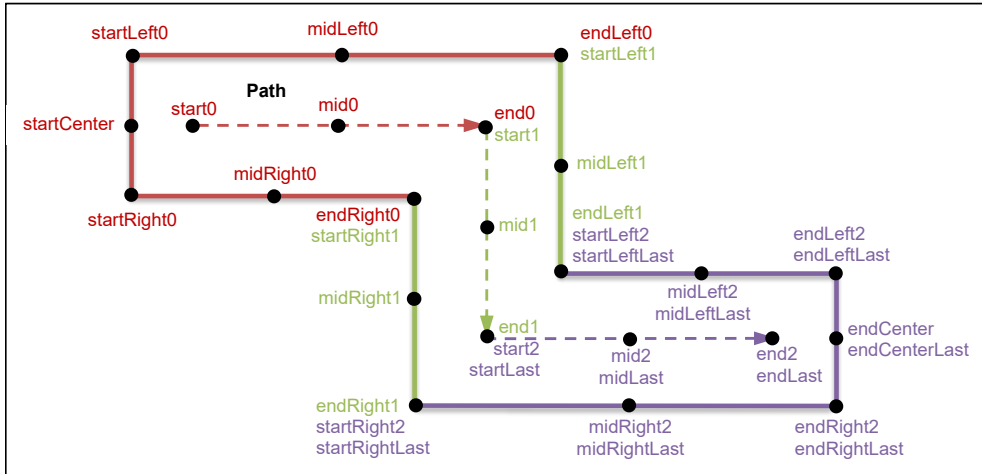 startLeft0
midLeft0
endLeft0
startLeft1
Path
start0
mid0
end0
start1
startCenter
midLeft1
midRight0
startRight0
endRight0
startRight1
mid1
endLeft1
startLeft2
startLeftLast
endLeft2
endLeftLast
midRight1
midLeft2
midLeftLast
end1
start2
startLast
mid2
midLast
end2
endLast
endCenter
endCenterLast
endRight1
startRight2
startRightLast
midRight2
midRightLast
endRight2
endRightLast